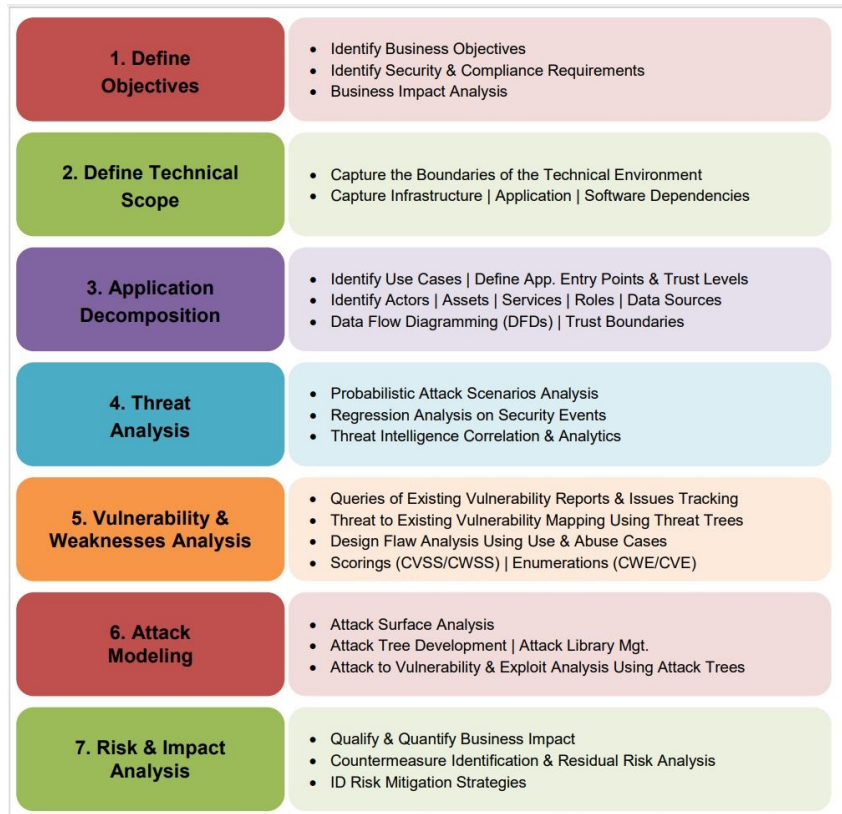 1. Define
Objectives
• Identify Business Objectives
• Identify Security & Compliance Requirements
• Business Impact Analysis
2. Define Technical
Scope
• Capture the Boundaries of the Technical Environment
• Capture Infrastructure | Application | Software Dependencies
3. Application
Decomposition
• Identify Use Cases | Define App. Entry Points & Trust Levels
• Identify Actors | Assets | Services | Roles | Data Sources
• Data Flow Diagramming (DFDs) | Trust Boundaries
4. Threat
Analysis
• Probabilistic Attack Scenarios Analysis
• Regression Analysis on Security Events
• Threat Intelligence Correlation & Analytics
5. Vulnerability &
Weaknesses Analysis
• Queries of Existing Vulnerability Reports & Issues Tracking
• Threat to Existing Vulnerability Mapping Using Threat Trees
• Design Flaw Analysis Using Use & Abuse Cases
• Scorings (CVSS/CWSS) | Enumerations (CWE/CVE)
6. Attack
Modeling
• Attack Surface Analysis
• Attack Tree Development | Attack Library Mgt.
• Attack to Vulnerability & Exploit Analysis Using Attack Trees
7. Risk & Impact
Analysis
• Qualify & Quantify Business Impact
• Countermeasure Identification & Residual Risk Analysis
• ID Risk Mitigation Strategies